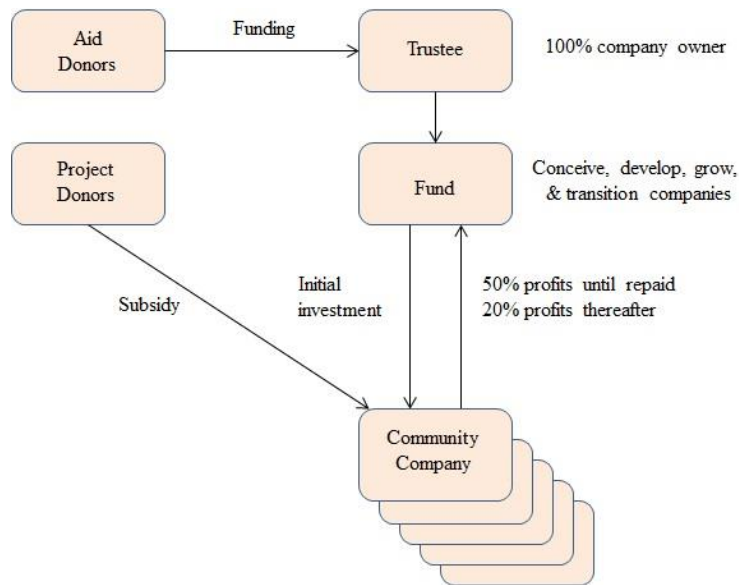 Aid
Donors
Funding
Trustee
100% company owner
Project
Donors
Fund
Conceive, develop, grow,
& transition companies
Subsidy
Initial
investment
50% profits until repaid
20% profits thereafter
Community
Company